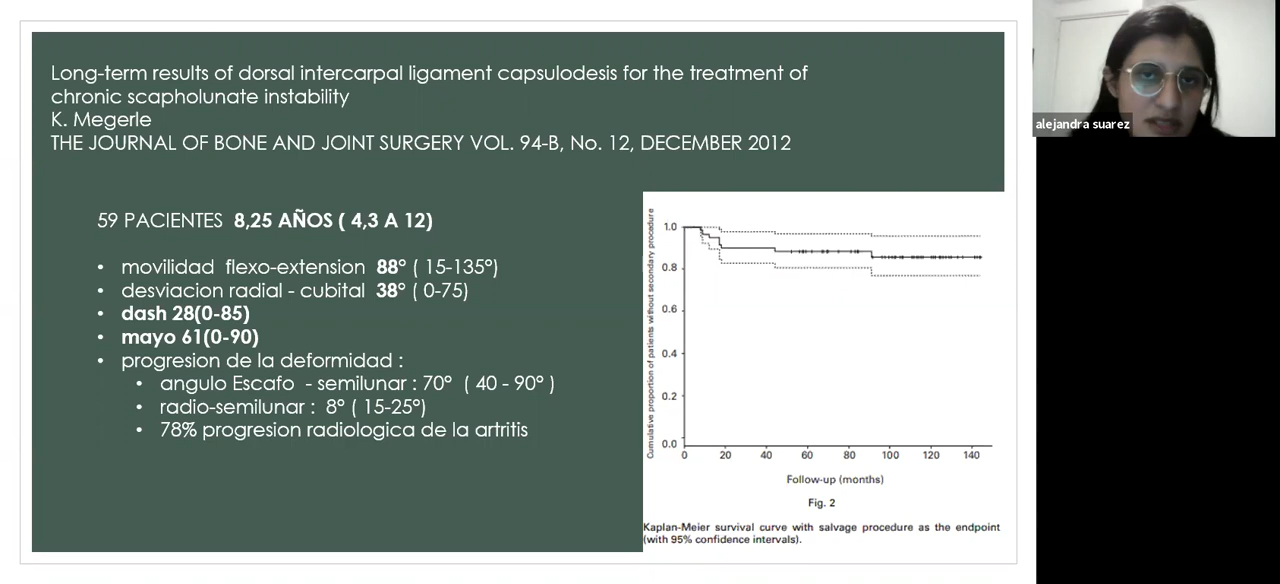 Long-term results of dorsal intercarpal ligament capsulodesis for the treatment of
chronic scapholunate instability
K. Megerle
THE JOURNAL OF BONE AND JOINT SURGERY VOL. 94-B, No. 12, DECEMBER 2012
alejandra suarez
59 PACIENTES 8,25 AÑOS ( 4,3 A 12)
• movilidad flexo-extension 88° ( 15-135°)
• desviacion radial - cubital 38° ( 0-75)
• dash 28(0-85)
• mayo 61(0-90)
• progresion de la deformidad :
• angulo Escafo - semilunar : 70° ( 40 - 90° )
• radio-semilunar : 8° ( 15-25°)
• 78% progresion radiologica de la artritis
Cumulative proportion of patients without secondary procedure
1.0
0.8
0.6
0.4
0.2
0.0
0 20 40 60 80 100 120 140
Follow-up (months)
Fig. 2
Kaplan-Meier survival curve with salvage procedure as the endpoint
(with 95% confidence intervals).